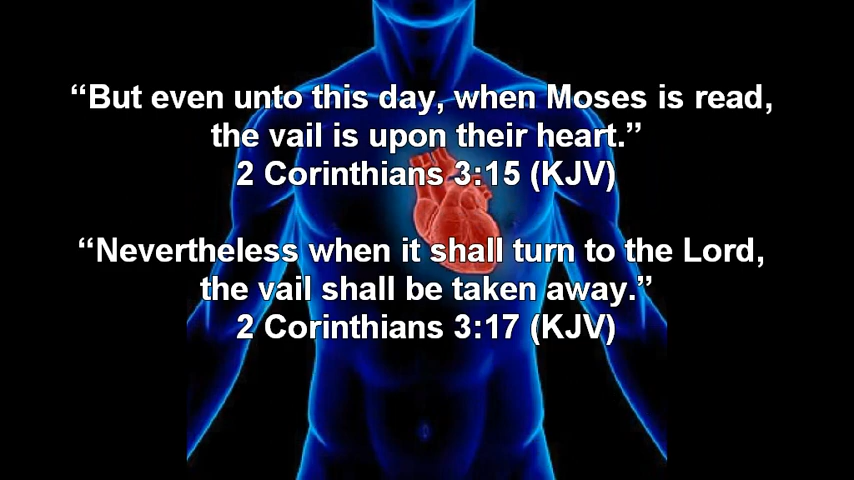 “But even unto this day, when Moses is read,
the vail is upon their heart.”
2 Corinthians 3:15 (KJV)
“Nevertheless when it shall turn to the Lord,
the vail shall be taken away.”
2 Corinthians 3:17 (KJV)